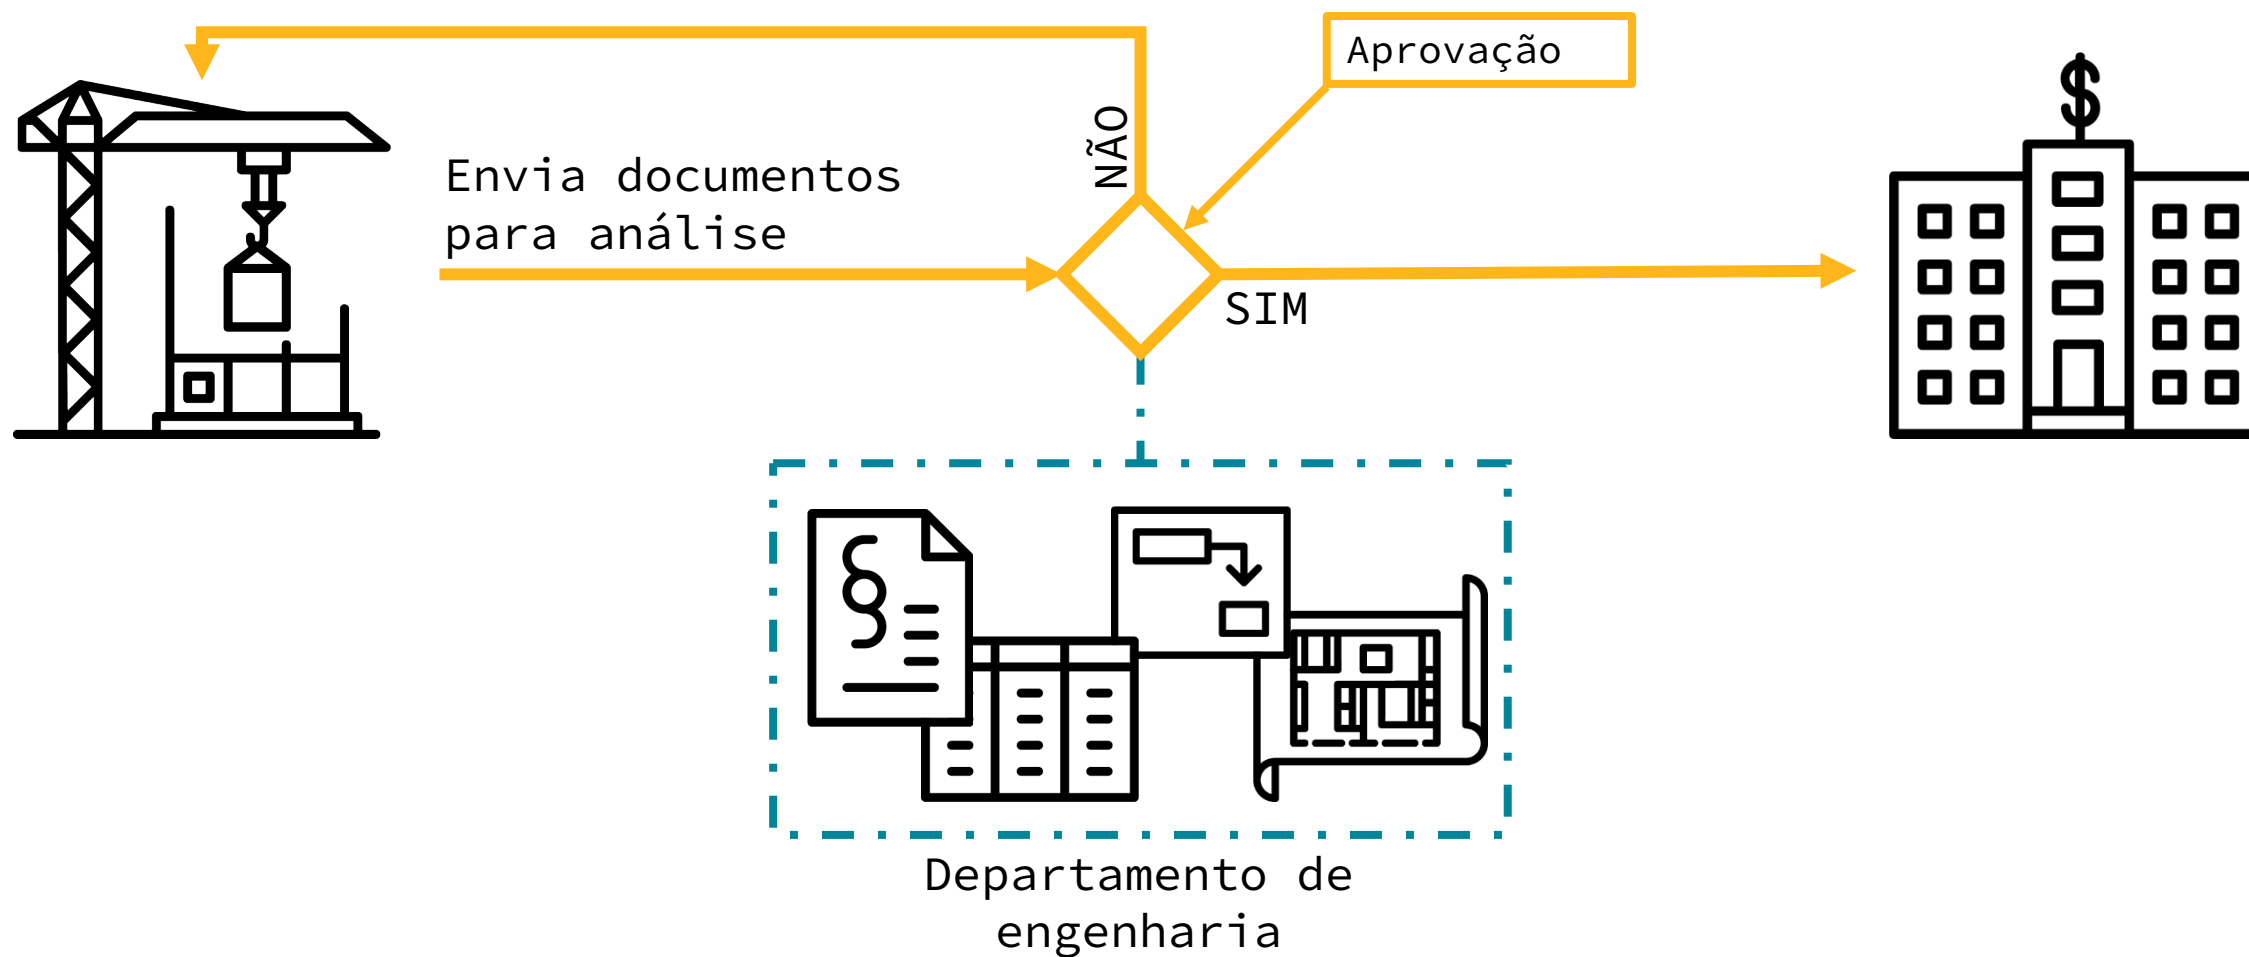 Aprovação
NÃO
Envia documentos
para análise
SIM
$
§
Departamento de
engenharia